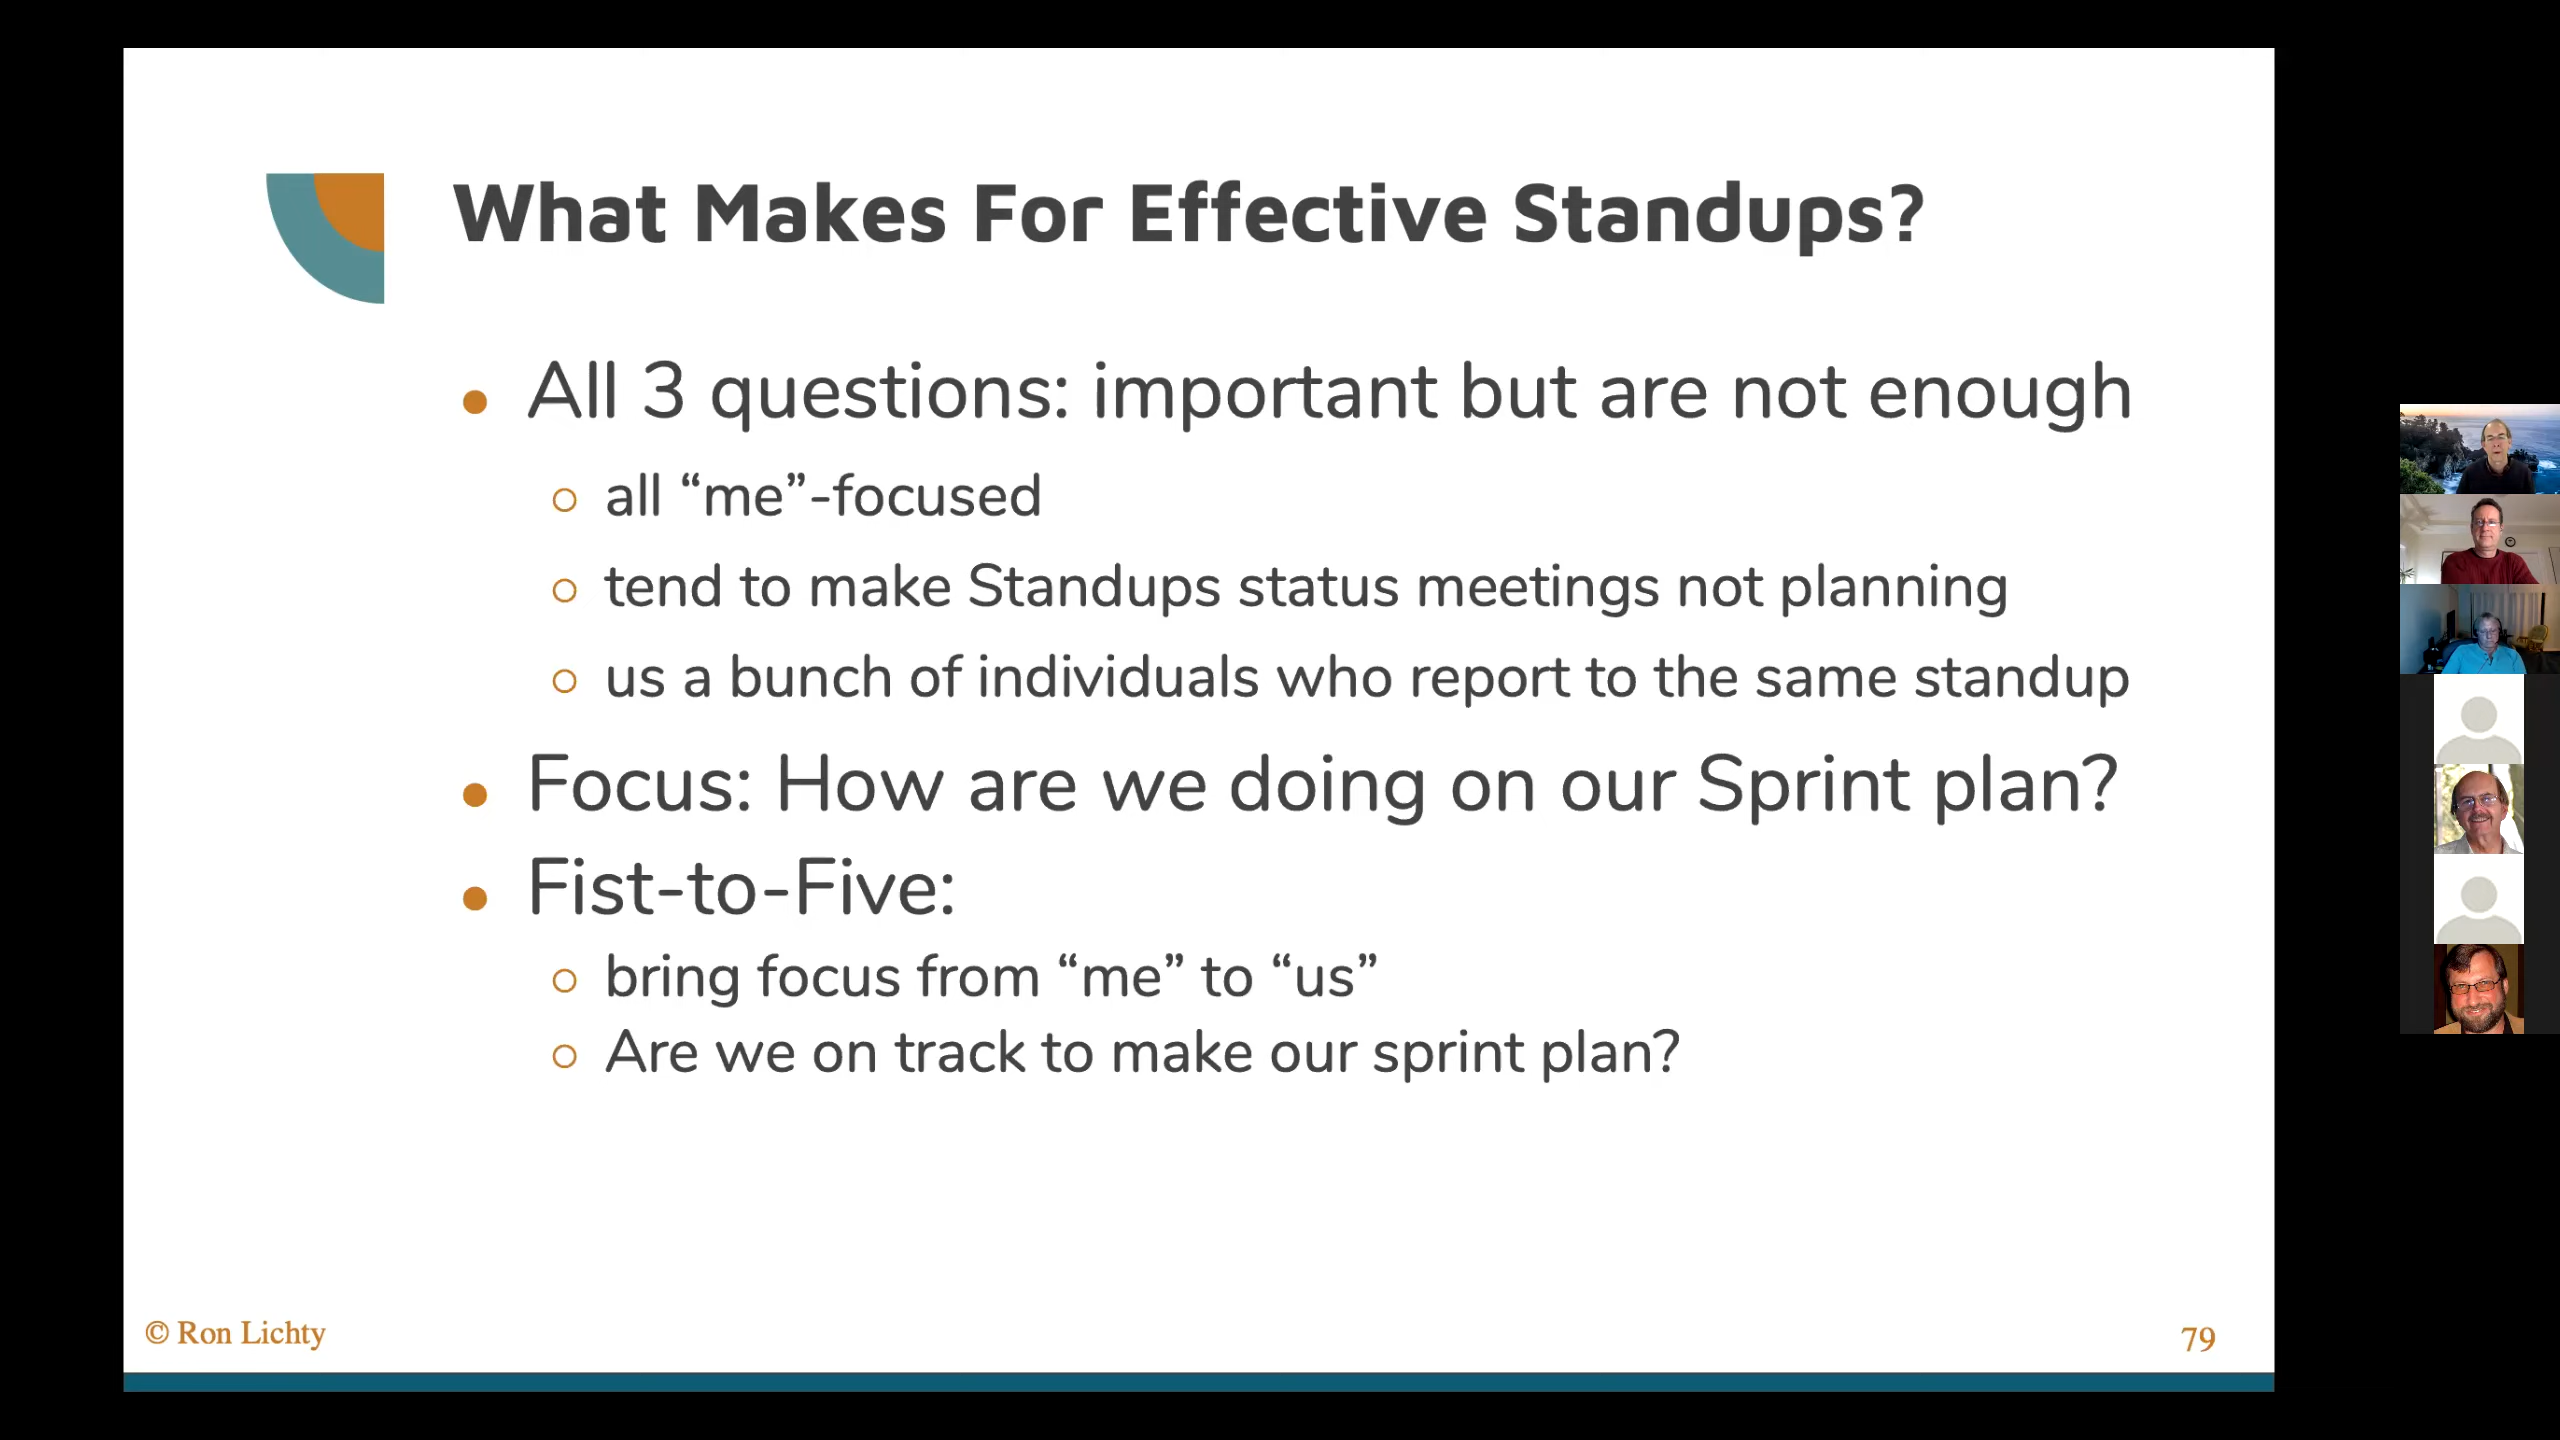 What Makes For Effective Standups?
All 3 questions: important but are not enough
all “me”-focused
tend to make Standups status meetings not planning
us a bunch of individuals who report to the same standup
Focus: How are we doing on our Sprint plan?
Fist-to-Five:
bring focus from “me” to “us”
Are we on track to make our sprint plan?
© Ron Lichty
79